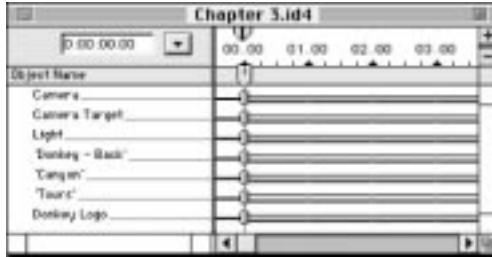 Chapter 3.id4
0:00:00.00
00.00 01.00 02.00 03.00
Object Name
Camera
Camera Target
Light
'Donkey - Back'
'Canyon'
'Tours'
Donkey Logo